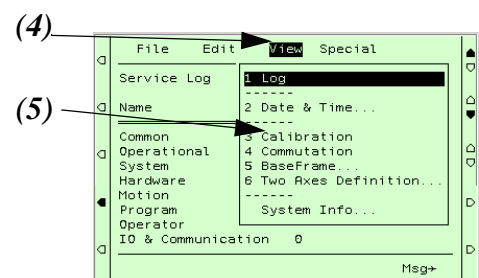 (4)
File Edit View Special
Service Log
1 Log
------
Name
2 Date & Time...
------
(5)
Common
3 Calibration
Operational
4 Commutation
System
5 BaseFrame...
Hardware
6 Two Axes Definition...
Motion
------
Program
System Info...
Operator
IO & Communication 0
Msg→